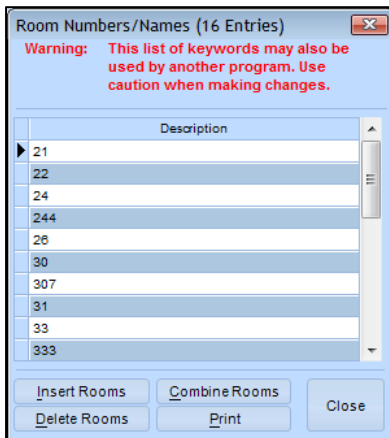 Room Numbers/Names (16 Entries)
Warning: This list of keywords may also be
used by another program. Use
caution when making changes.
Description
21
22
24
244
26
30
307
31
33
333
Insert Rooms
Combine Rooms
Close
Delete Rooms
Print